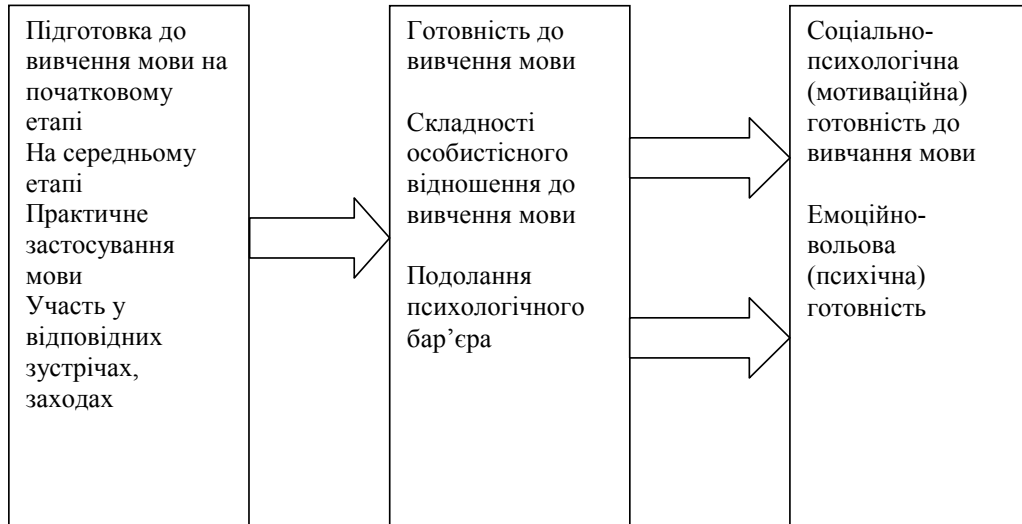 Підготовка до
вивчення мови на
початковому
етапі
На середньому
етапі
Практичне
застосування
мови
Участь у
відповідних
зустрічах,
заходах
Готовність до
вивчення мови
Складності
особистісного
відношення до
вивчення мови
Подолання
психологічного
бар’єра
Соціально-
психологічна
(мотиваційна)
готовність до
вивчання мови
Емоційно-
вольова
(психічна)
готовність